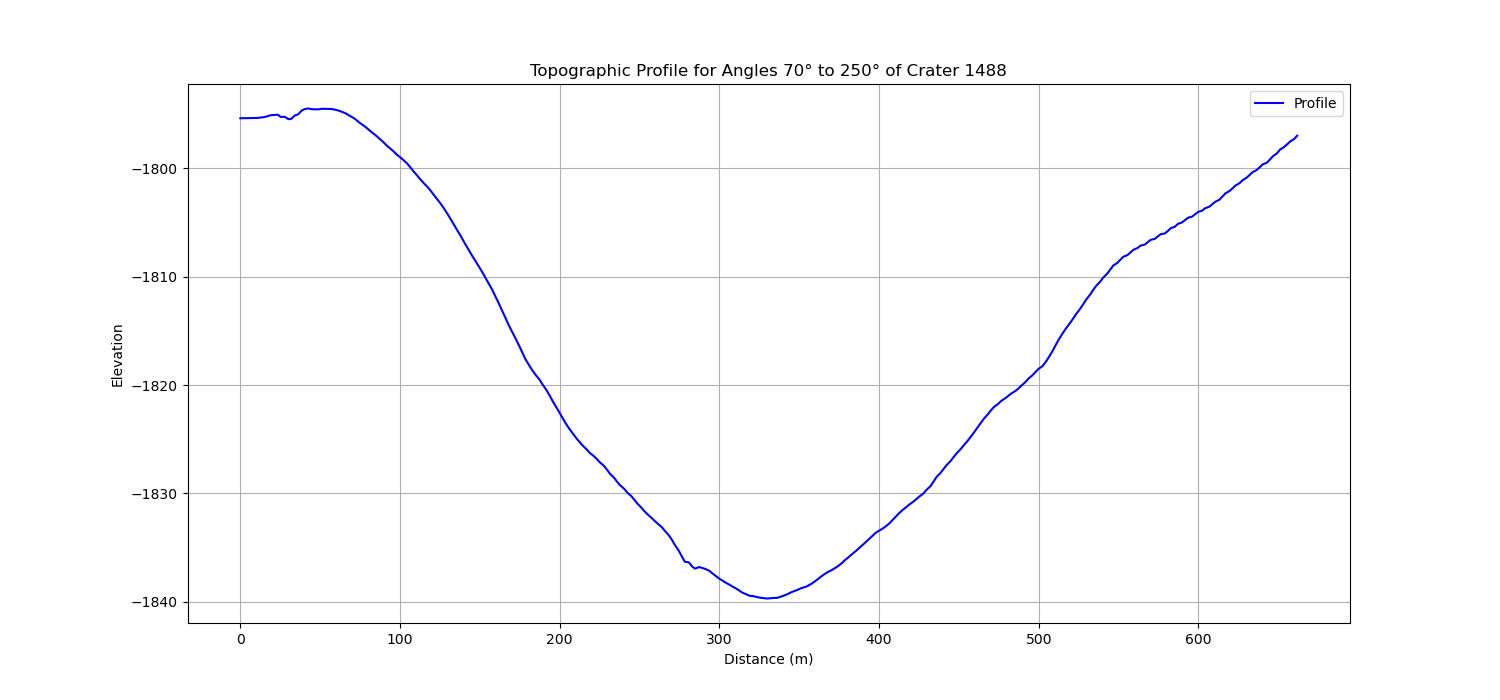 Topographic Profile for Angles 70° to 250° of Crater 1488
Profile
Elevation
−1800
−1810
−1820
−1830
−1840
0 100 200 300 400 500 600
Distance (m)